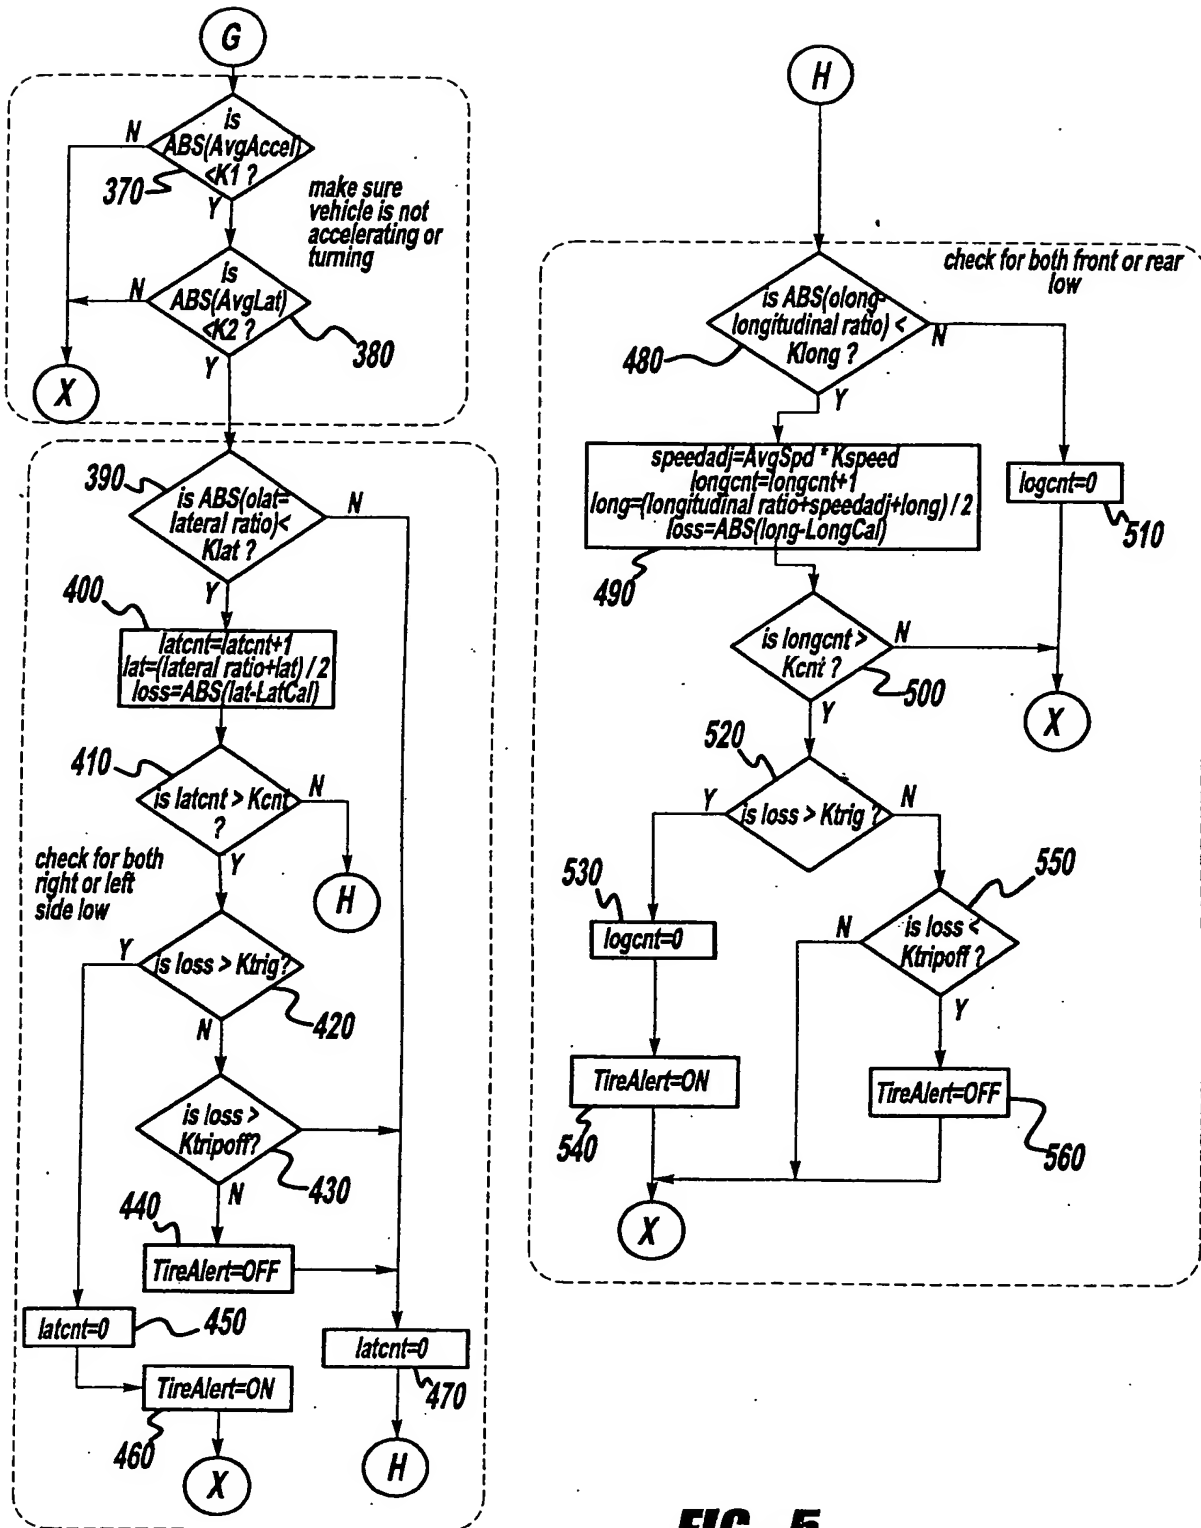 G
is
ABS(AvgAccel)
<K1 ?
N
370
Y
make sure
vehicle is not
accelerating or
turning
is
ABS(AvgLat)
<K2 ?
N
380
Y
X
390
is ABS(olat=
lateral ratio)<
Klat ?
N
Y
400
latcnt=latcnt+1
lat=(lateral ratio+lat) / 2
loss=ABS(lat-LatCal)
410
is latcnt > Kcnt
?
N
Y
H
check for both
right or left
side low
Y
is loss > Ktrig?
420
N
is loss >
Ktripoff?
430
N
440
TireAlert=OFF
latcnt=0
450
TireAlert=ON
460
X
latcnt=0
470
H
H
check for both front or rear
low
is ABS(olong-
longitudinal ratio) <
Klong ?
480
N
Y
speedadj=AvgSpd * Kspeed
longcnt=longcnt+1
long=(longitudinal ratio+speedadj+long) / 2
loss=ABS(long-LongCal)
490
logcnt=0
510
is longcnt >
Kcnt ?
N
500
Y
X
520
is loss > Ktrig ?
Y
N
530
logcnt=0
550
is loss <
Ktripoff ?
N
Y
TireAlert=ON
540
TireAlert=OFF
560
X
FIG. 5